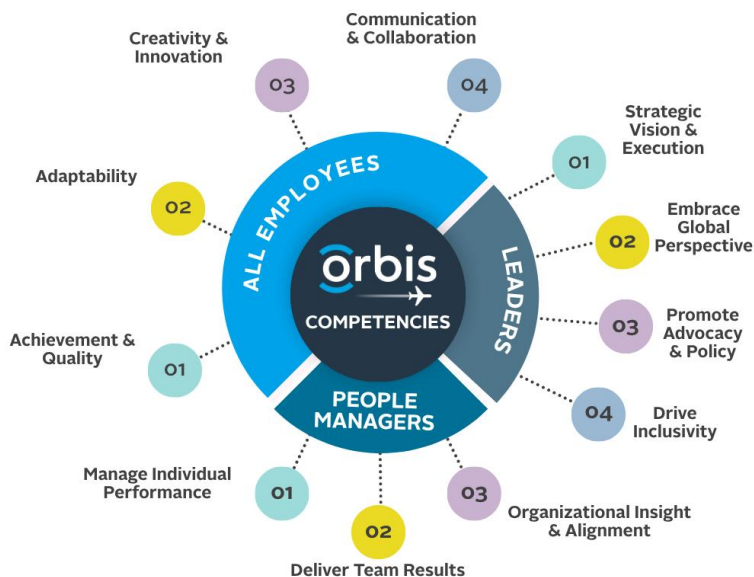 Communication
& Collaboration
04
Creativity &
Innovation
03
Adaptability
02
Achievement &
Quality
01
ALL EMPLOYEES
Strategic
Vision &
Execution
01
Embrace
Global
Perspective
02
Promote
Advocacy
& Policy
03
Drive
Inclusivity
04
LEADERS
orbis
COMPETENCIES
PEOPLE
MANAGERS
Manage Individual
Performance
01
02
Deliver Team Results
03
Organizational Insight
& Alignment